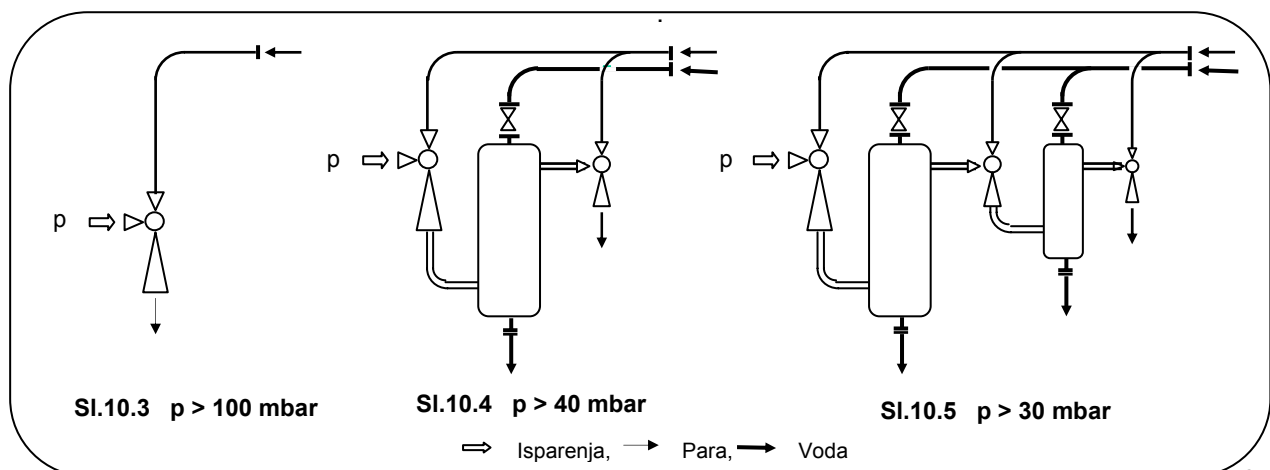 p
p
p
Sl.10.3 p > 100 mbar
Sl.10.4 p > 40 mbar
Sl.10.5 p > 30 mbar
Isparenja, Para, Voda